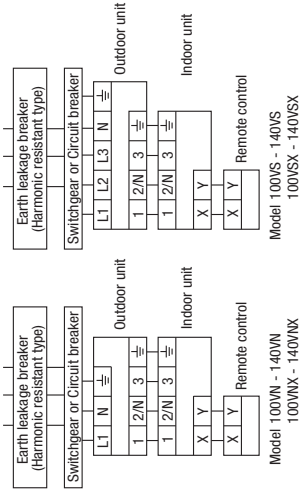 Earth leakage breaker
(Harmonic resistant type)
Switchgear or Circuit breaker
L1 N ⏚
Outdoor unit
1 2/N 3 ⏚
1 2/N 3 ⏚
Indoor unit
X Y
X Y
Remote control
Model 100VN - 140VN
100VNX - 140VNX
Earth leakage breaker
(Harmonic resistant type)
Switchgear or Circuit breaker
L1 L2 L3 N ⏚
Outdoor unit
1 2/N 3 ⏚
1 2/N 3 ⏚
Indoor unit
X Y
X Y
Remote control
Model 100VS - 140VS
100VSX - 140VSX